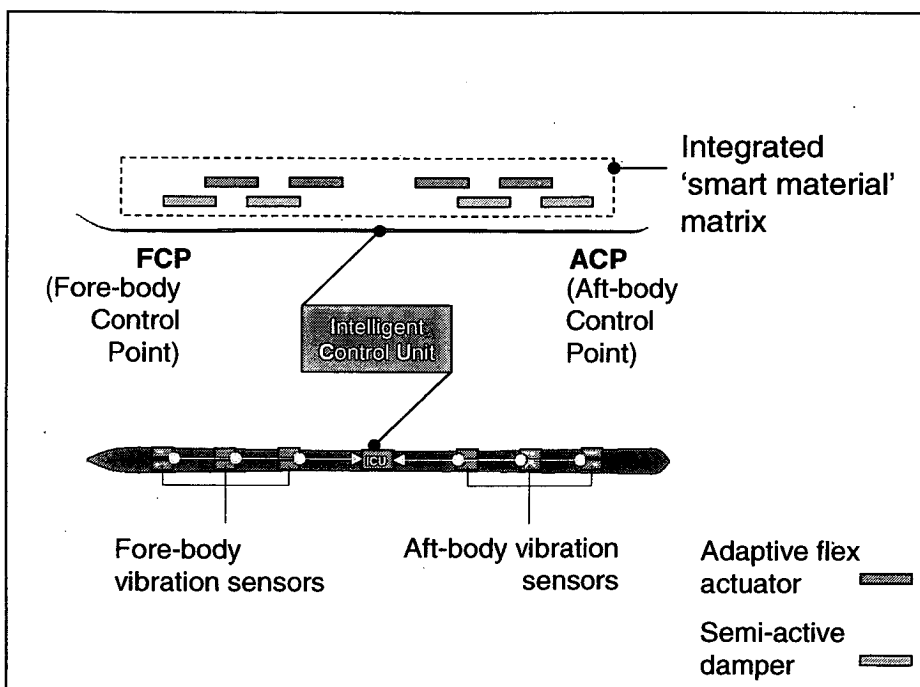 Integrated
'smart material'
matrix
FCP
(Fore-body
Control
Point)
ACP
(Aft-body
Control
Point)
Intelligent
Control Unit
ICU
Fore-body
vibration sensors
Aft-body vibration
sensors
Adaptive flex
actuator
Semi-active
damper